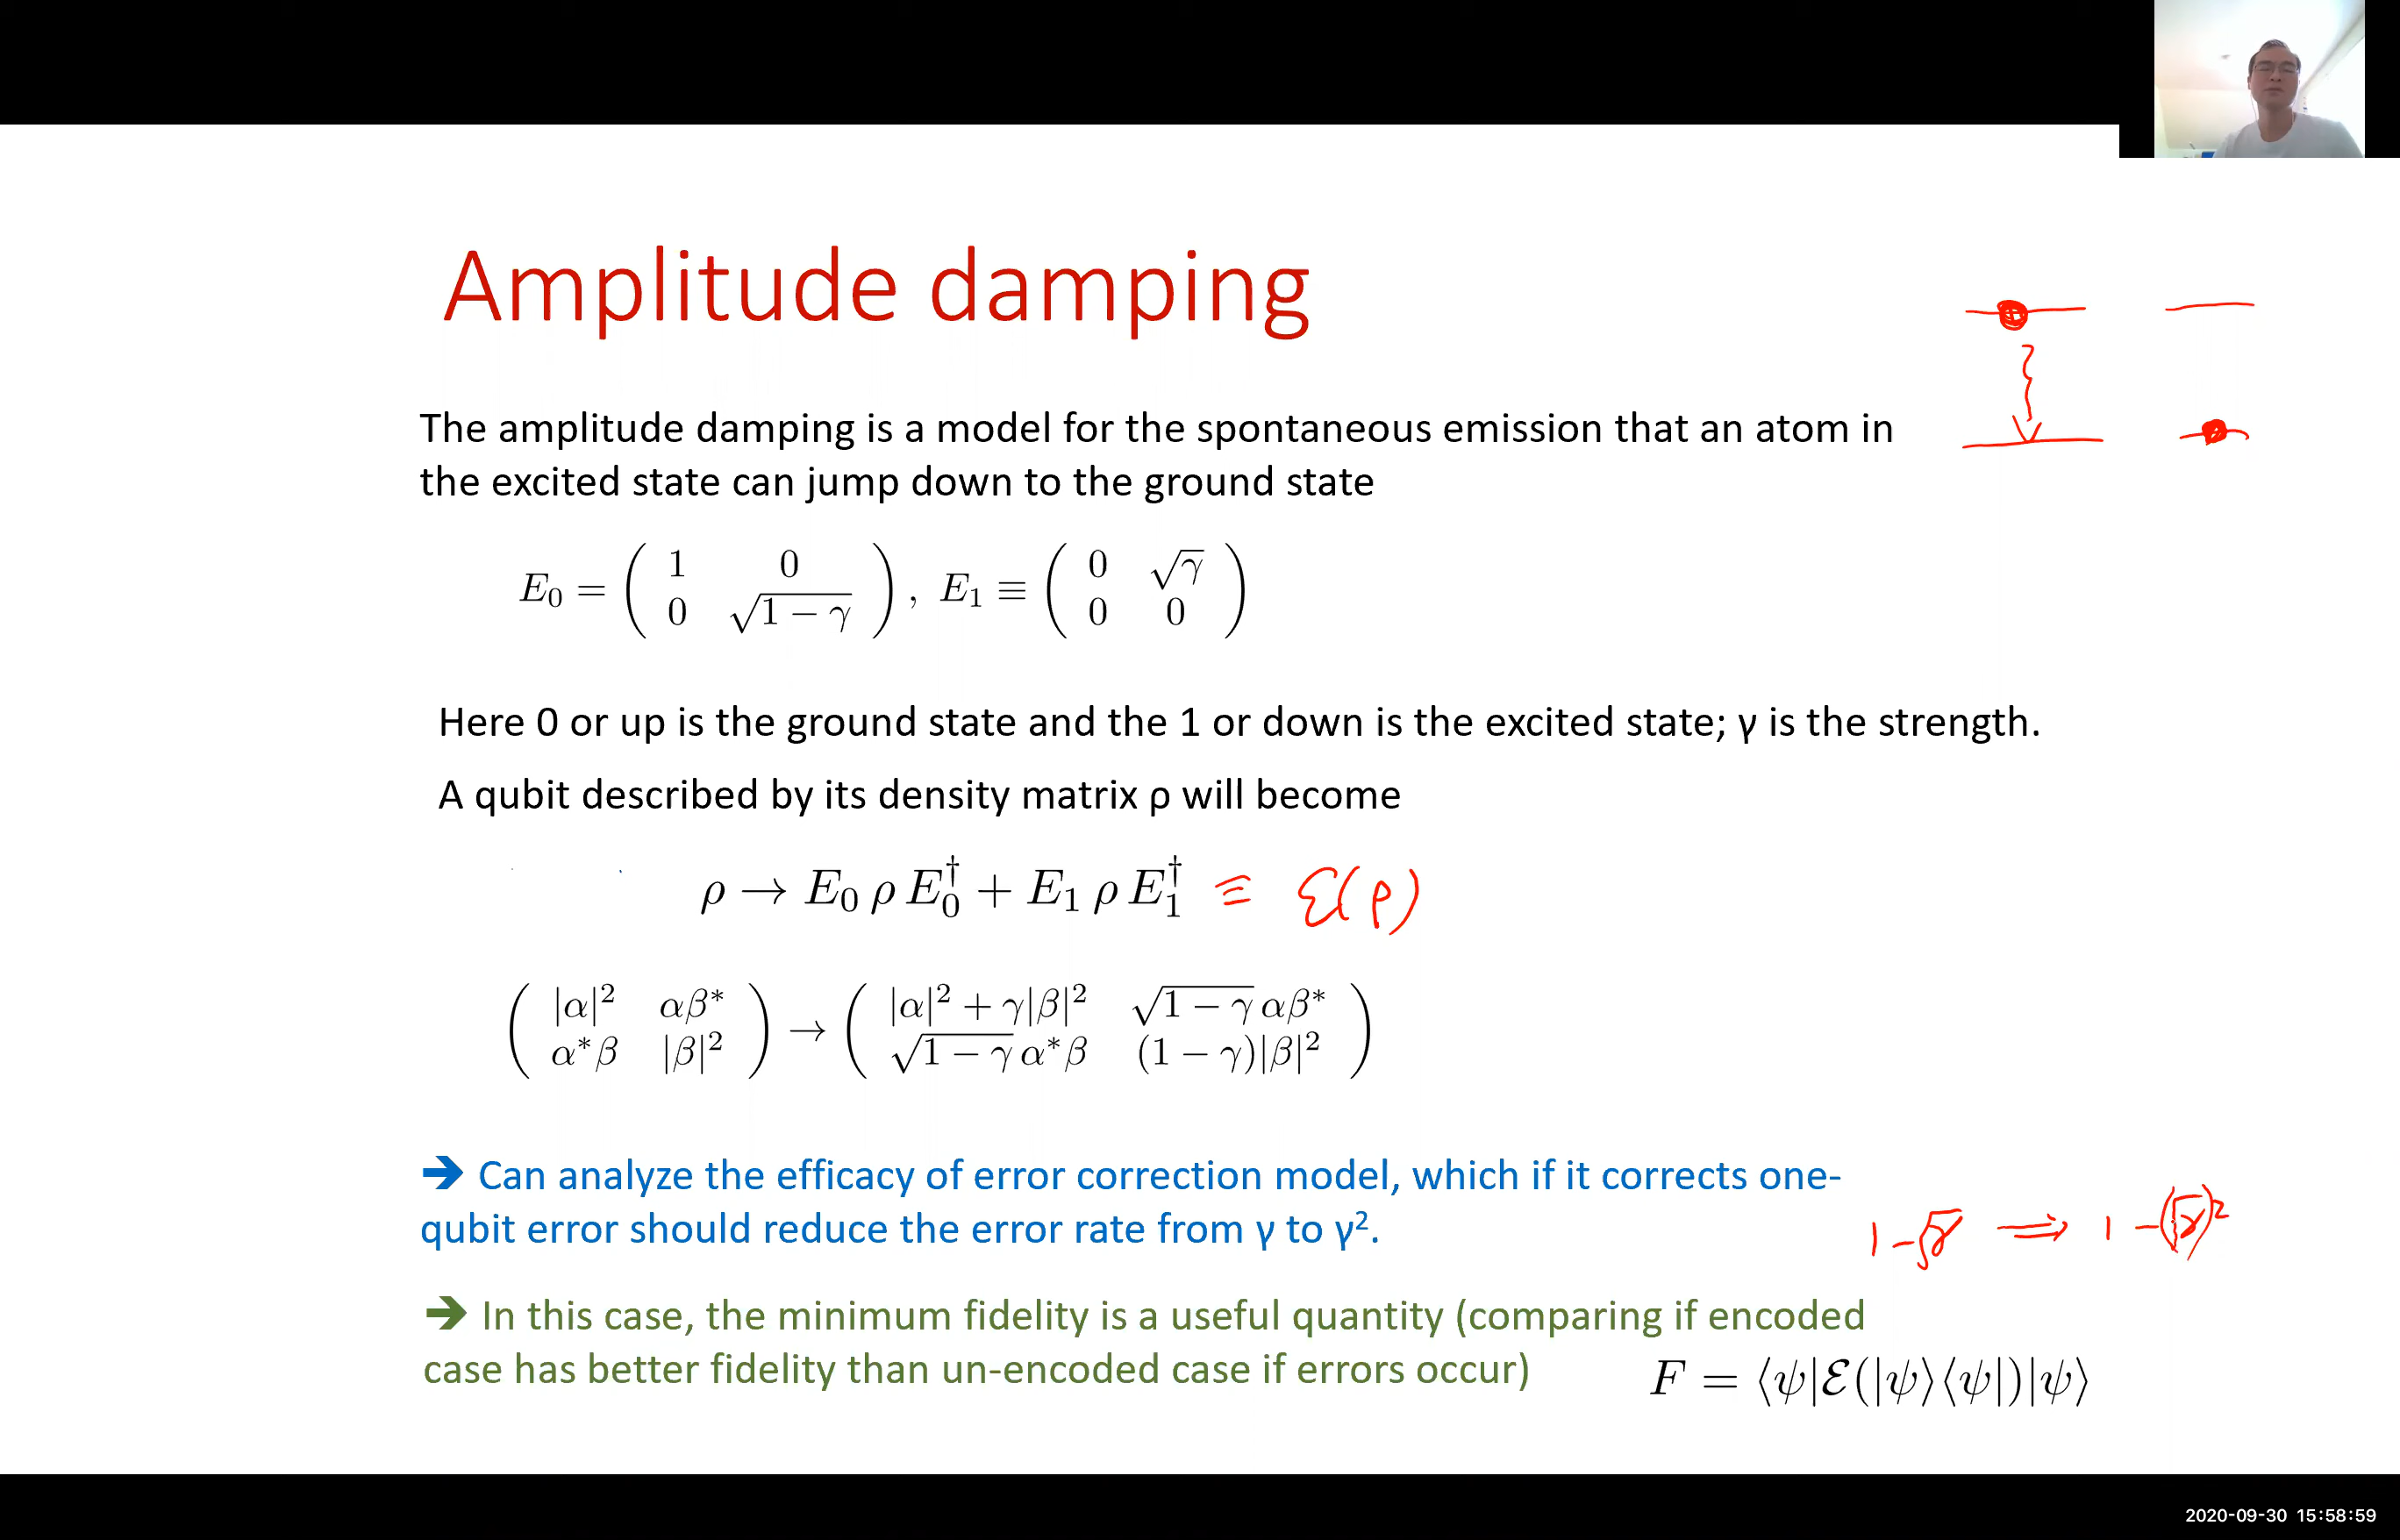 Amplitude damping
The amplitude damping is a model for the spontaneous emission that an atom in
the excited state can jump down to the ground state
E₀ = ( 1 0 ; 0 √(1 − γ) ), E₁ ≡ ( 0 √γ ; 0 0 )
Here 0 or up is the ground state and the 1 or down is the excited state; γ is the strength.
A qubit described by its density matrix ρ will become
ρ → E₀ ρ E₀† + E₁ ρ E₁† ≡ ℰ(ρ)
( |α|² αβ* ; α*β |β|² ) → ( |α|² + γ|β|² √(1 − γ) αβ* ; √(1 − γ) α*β (1 − γ)|β|² )
➔ Can analyze the efficacy of error correction model, which if it corrects one-
qubit error should reduce the error rate from γ to γ².
1 − √γ ⟹ 1 − (√γ)²
➔ In this case, the minimum fidelity is a useful quantity (comparing if encoded
case has better fidelity than un-encoded case if errors occur)
F = ⟨ψ|ℰ(|ψ⟩⟨ψ|)|ψ⟩
2020-09-30 15:58:59